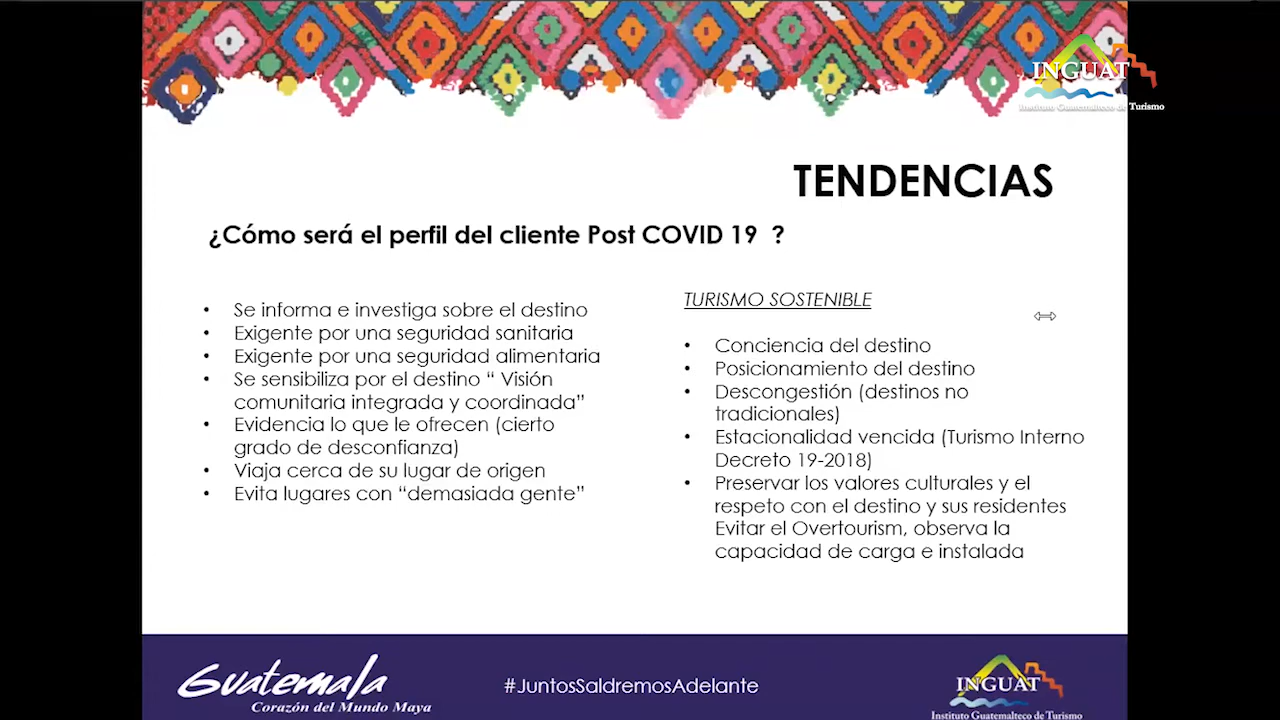 INGUAT
Instituto Guatemalteco de Turismo
TENDENCIAS
¿Cómo será el perfil del cliente Post COVID 19 ?
• Se informa e investiga sobre el destino
• Exigente por una seguridad sanitaria
• Exigente por una seguridad alimentaria
• Se sensibiliza por el destino “ Visión
comunitaria integrada y coordinada”
• Evidencia lo que le ofrecen (cierto
grado de desconfianza)
• Viaja cerca de su lugar de origen
• Evita lugares con “demasiada gente”
TURISMO SOSTENIBLE
• Conciencia del destino
• Posicionamiento del destino
• Descongestión (destinos no
tradicionales)
• Estacionalidad vencida (Turismo Interno
Decreto 19-2018)
• Preservar los valores culturales y el
respeto con el destino y sus residentes
Evitar el Overtourism, observa la
capacidad de carga e instalada
Guatemala
Corazón del Mundo Maya
#JuntosSaldremosAdelante
INGUAT
Instituto Guatemalteco de Turismo